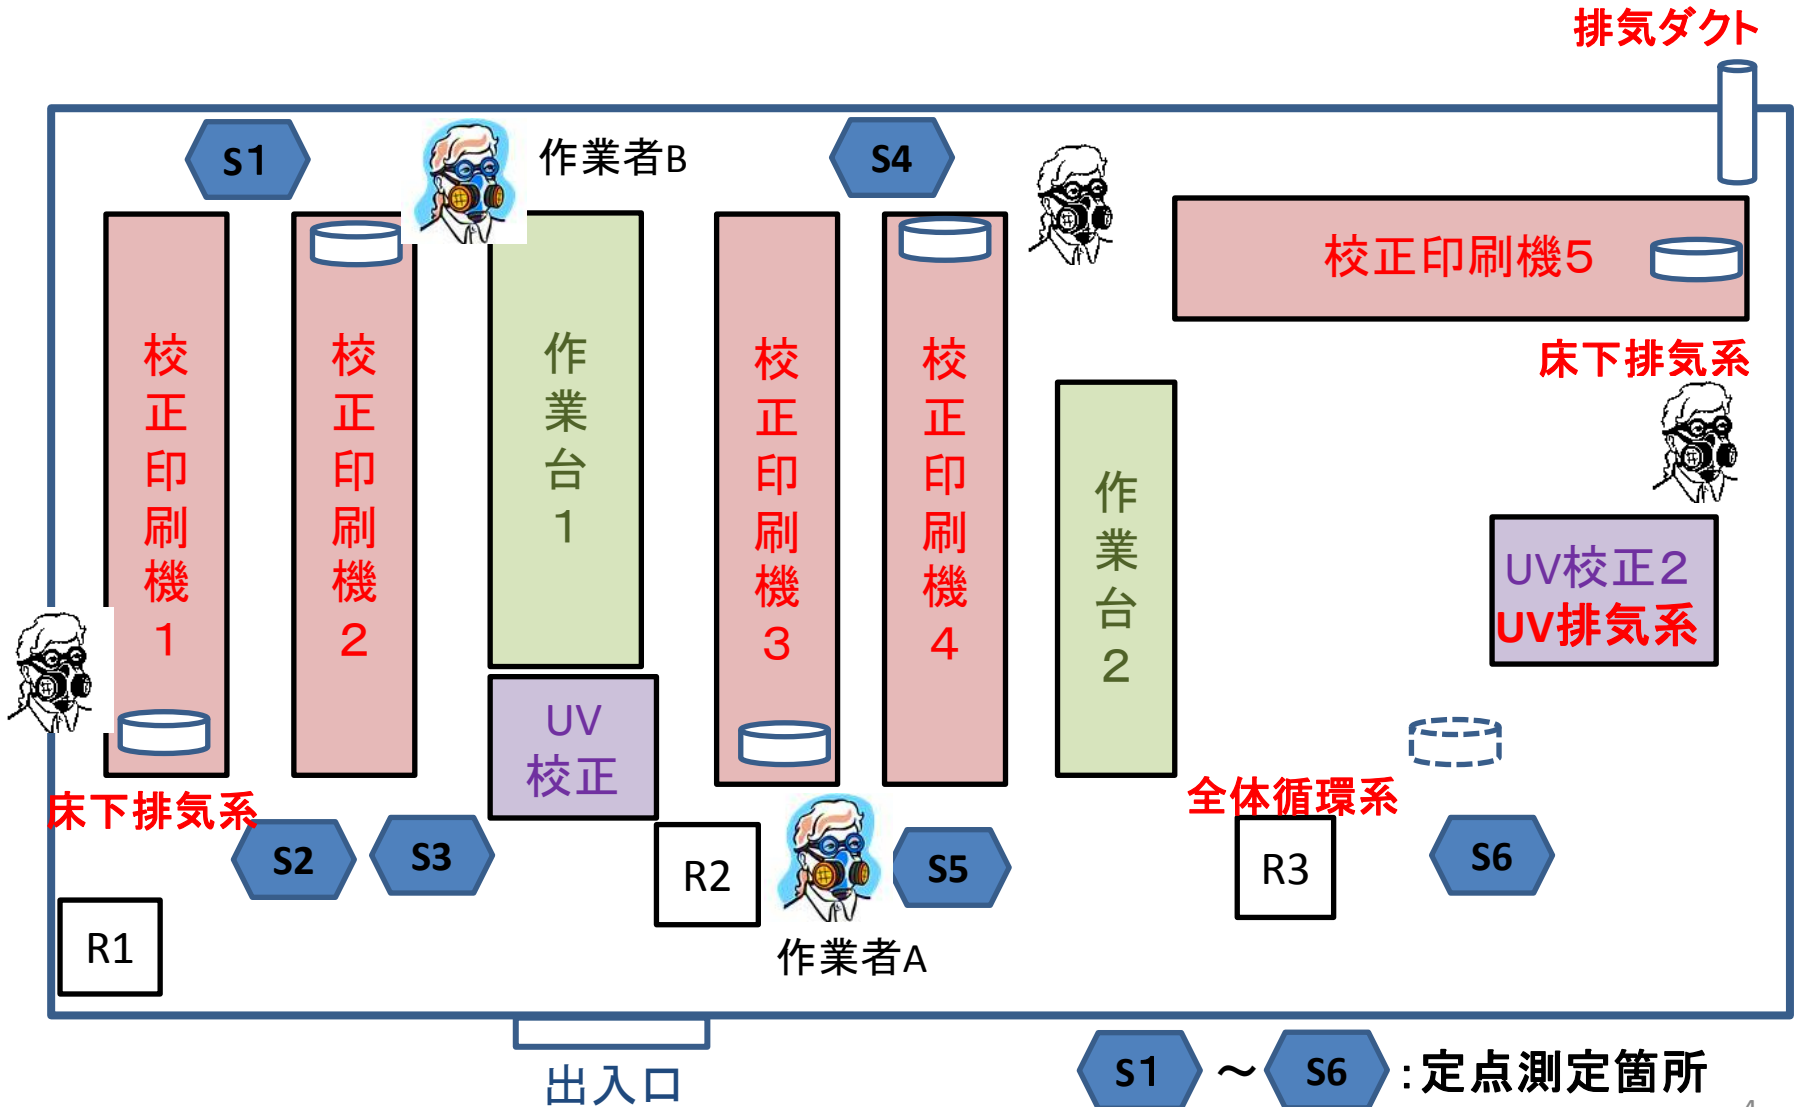 排気ダクト
S1
作業者B
S4
校正印刷機1
校正印刷機2
作業台1
校正印刷機3
校正印刷機4
校正印刷機5
床下排気系
作業台2
UV校正2
UV排気系
UV
校正
床下排気系
全体循環系
S2
S3
R2
S5
R3
S6
R1
作業者A
出入口
S1 ～ S6 :定点測定箇所